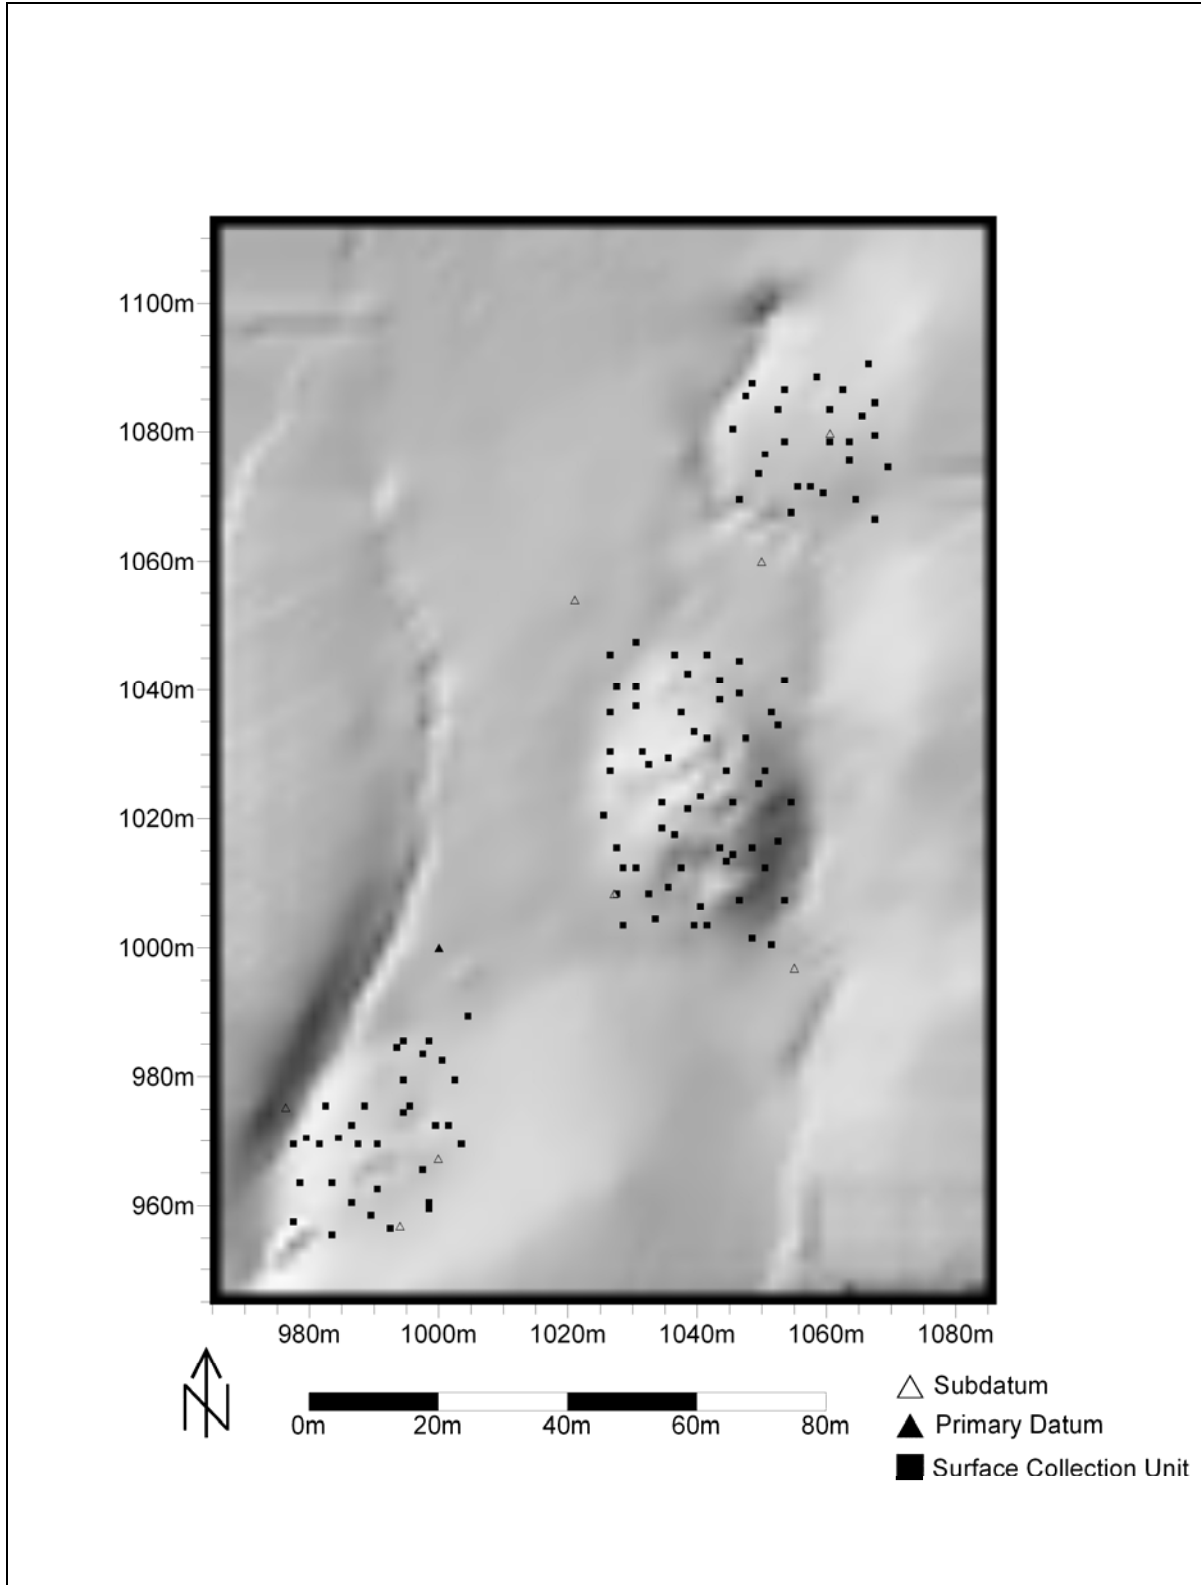 1100m
1080m
1060m
1040m
1020m
1000m
980m
960m
980m 1000m 1020m 1040m 1060m 1080m
N
0m 20m 40m 60m 80m
Subdatum
Primary Datum
Surface Collection Unit